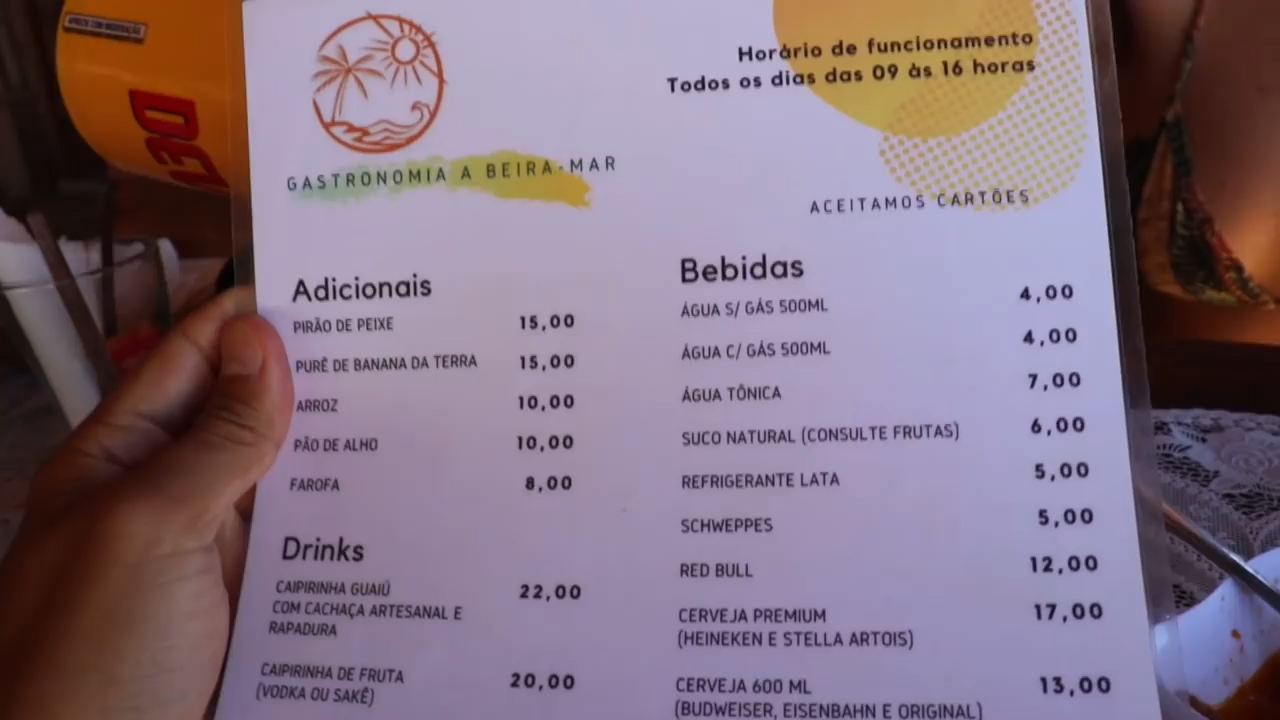 APRECIE COM MODERAÇÃO
Horário de funcionamento
Todos os dias das 09 às 16 horas
GASTRONOMIA A BEIRA-MAR
ACEITAMOS CARTÕES
Adicionais
PIRÃO DE PEIXE 15,00
PURÊ DE BANANA DA TERRA 15,00
ARROZ 10,00
PÃO DE ALHO 10,00
FAROFA 8,00
Drinks
CAIPIRINHA GUAIÚ 22,00
COM CACHAÇA ARTESANAL E
RAPADURA
CAIPIRINHA DE FRUTA 20,00
(VODKA OU SAKÊ)
Bebidas
ÁGUA S/ GÁS 500ML 4,00
ÁGUA C/ GÁS 500ML 4,00
ÁGUA TÔNICA 7,00
SUCO NATURAL (CONSULTE FRUTAS) 6,00
REFRIGERANTE LATA 5,00
SCHWEPPES 5,00
RED BULL 12,00
CERVEJA PREMIUM 17,00
(HEINEKEN E STELLA ARTOIS)
CERVEJA 600 ML 13,00
(BUDWEISER, EISENBAHN E ORIGINAL)